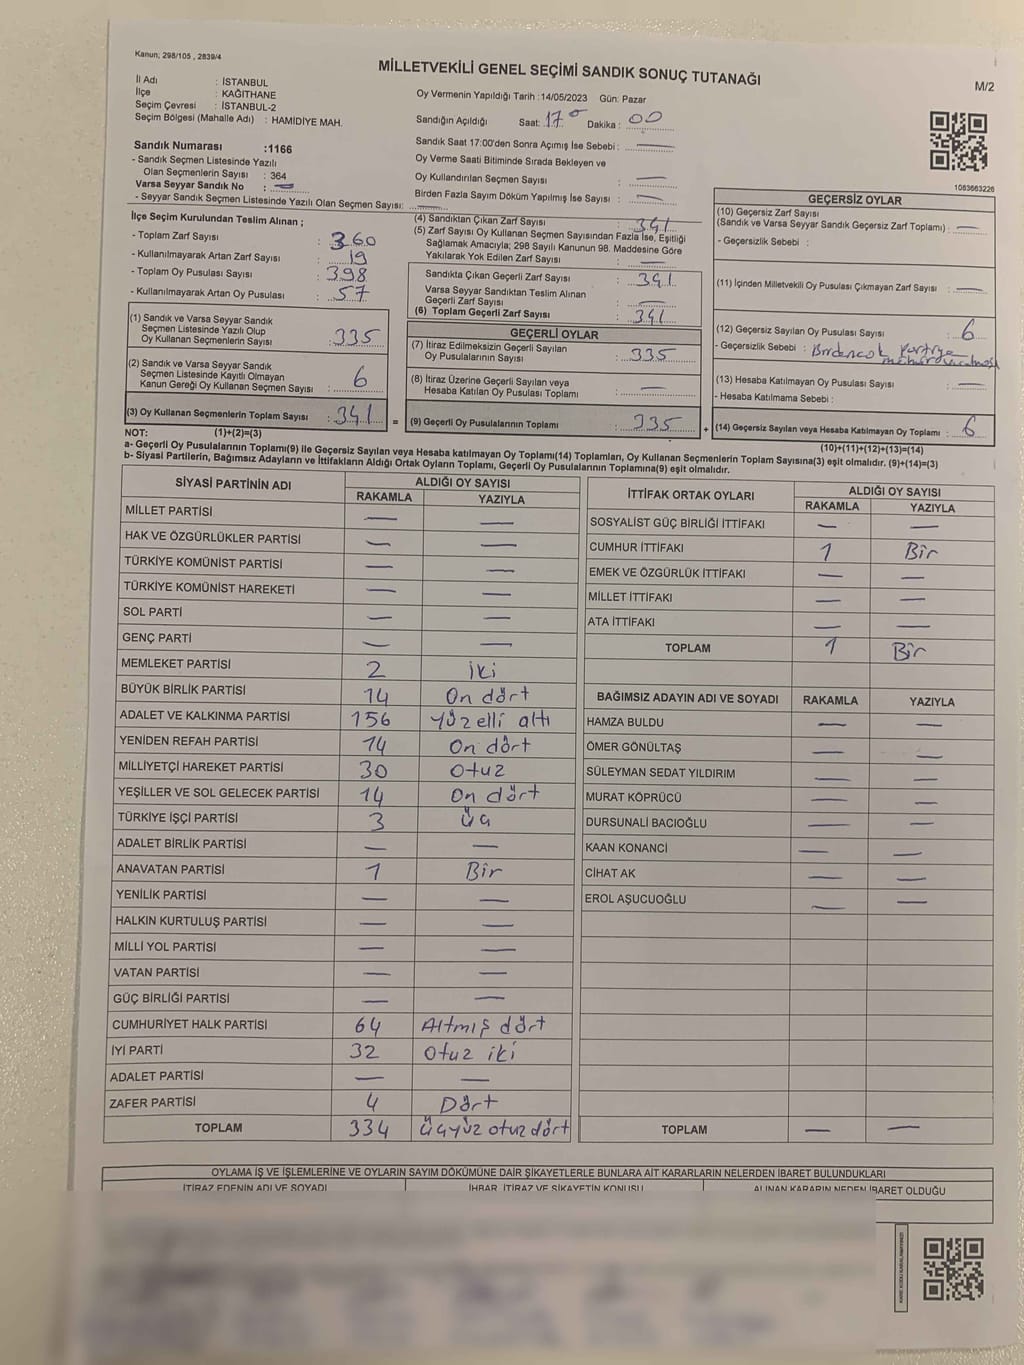 Kanun; 298/105 , 2839/4
MİLLETVEKİLİ GENEL SEÇİMİ SANDIK SONUÇ TUTANAĞI
M/2
İl Adı : İSTANBUL
İlçe : KAĞITHANE
Seçim Çevresi : İSTANBUL-2
Seçim Bölgesi (Mahalle Adı) : HAMİDİYE MAH.
Oy Vermenin Yapıldığı Tarih :14/05/2023 Gün: Pazar
Sandığın Açıldığı Saat: 17 Dakika : 00
Sandık Saat 17:00'den Sonra Açımış İse Sebebi : —
Oy Verme Saati Bitiminde Sırada Bekleyen ve
Oy Kullandırılan Seçmen Sayısı : —
Birden Fazla Sayım Döküm Yapılmış İse Sayısı : —
1083663226
Sandık Numarası :1166
- Sandık Seçmen Listesinde Yazılı
Olan Seçmenlerin Sayısı : 364
Varsa Seyyar Sandık No : —
- Seyyar Sandık Seçmen Listesinde Yazılı Olan Seçmen Sayısı: —
İlçe Seçim Kurulundan Teslim Alınan ;
- Toplam Zarf Sayısı : 360
- Kullanılmayarak Artan Zarf Sayısı : 19
- Toplam Oy Pusulası Sayısı : 398
- Kullanılmayarak Artan Oy Pusulası : 57
(1) Sandık ve Varsa Seyyar Sandık
Seçmen Listesinde Yazılı Olup
Oy Kullanan Seçmenlerin Sayısı : 335
(2) Sandık ve Varsa Seyyar Sandık
Seçmen Listesinde Kayıtlı Olmayan
Kanun Gereği Oy Kullanan Seçmen Sayısı : 6
(3) Oy Kullanan Seçmenlerin Toplam Sayısı : 341 =
(4) Sandıktan Çıkan Zarf Sayısı : 341
(5) Zarf Sayısı Oy Kullanan Seçmen Sayısından Fazla İse, Eşitliği
Sağlamak Amacıyla; 298 Sayılı Kanunun 98. Maddesine Göre
Yakılarak Yok Edilen Zarf Sayısı : —
Sandıkta Çıkan Geçerli Zarf Sayısı : 341
Varsa Seyyar Sandıktan Teslim Alınan
Geçerli Zarf Sayısı : —
(6) Toplam Geçerli Zarf Sayısı : 341
GEÇERLİ OYLAR
(7) İtiraz Edilmeksizin Geçerli Sayılan
Oy Pusulalarının Sayısı : 335
(8) İtiraz Üzerine Geçerli Sayılan veya
Hesaba Katılan Oy Pusulası Toplamı : —
(9) Geçerli Oy Pusulalarının Toplamı : 335 +
GEÇERSİZ OYLAR
(10) Geçersiz Zarf Sayısı
(Sandık ve Varsa Seyyar Sandık Geçersiz Zarf Toplamı) : —
- Geçersizlik Sebebi :
(11) İçinden Milletvekili Oy Pusulası Çıkmayan Zarf Sayısı : —
(12) Geçersiz Sayılan Oy Pusulası Sayısı : 6
- Geçersizlik Sebebi : Birdencok Partiye
(13) Hesaba Katılmayan Oy Pusulası Sayısı : —
- Hesaba Katılmama Sebebi :
(14) Geçersiz Sayılan veya Hesaba Katılmayan Oy Toplamı : 6
NOT: (1)+(2)=(3)
(10)+(11)+(12)+(13)=(14)
a- Geçerli Oy Pusulalarının Toplamı(9) ile Geçersiz Sayılan veya Hesaba katılmayan Oy Toplamı(14) Toplamları, Oy Kullanan Seçmenlerin Toplam Sayısına(3) eşit olmalıdır. (9)+(14)=(3)
b- Siyasi Partilerin, Bağımsız Adayların ve İttifakların Aldığı Ortak Oyların Toplamı, Geçerli Oy Pusulalarının Toplamına(9) eşit olmalıdır.
SİYASİ PARTİNİN ADI ALDIĞI OY SAYISI
RAKAMLA YAZIYLA
MİLLET PARTİSİ — —
HAK VE ÖZGÜRLÜKLER PARTİSİ — —
TÜRKİYE KOMÜNİST PARTİSİ — —
TÜRKİYE KOMÜNİST HAREKETİ — —
SOL PARTİ — —
GENÇ PARTİ — —
MEMLEKET PARTİSİ 2 iki
BÜYÜK BİRLİK PARTİSİ 14 On dört
ADALET VE KALKINMA PARTİSİ 156 Yüzelli altı
YENİDEN REFAH PARTİSİ 14 On dört
MİLLİYETÇİ HAREKET PARTİSİ 30 Otuz
YEŞİLLER VE SOL GELECEK PARTİSİ 14 On dört
TÜRKİYE İŞÇİ PARTİSİ 3 Üç
ADALET BİRLİK PARTİSİ — —
ANAVATAN PARTİSİ 1 Bir
YENİLİK PARTİSİ — —
HALKIN KURTULUŞ PARTİSİ — —
MİLLİ YOL PARTİSİ — —
VATAN PARTİSİ — —
GÜÇ BİRLİĞİ PARTİSİ — —
CUMHURİYET HALK PARTİSİ 64 Altmış dört
İYİ PARTİ 32 Otuz iki
ADALET PARTİSİ — —
ZAFER PARTİSİ 4 Dört
TOPLAM 334 Üçyüz otuz dört
İTTİFAK ORTAK OYLARI ALDIĞI OY SAYISI
RAKAMLA YAZIYLA
SOSYALİST GÜÇ BİRLİĞİ İTTİFAKI — —
CUMHUR İTTİFAKI 1 Bir
EMEK VE ÖZGÜRLÜK İTTİFAKI — —
MİLLET İTTİFAKI — —
ATA İTTİFAKI — —
TOPLAM 1 Bir
BAĞIMSIZ ADAYIN ADI VE SOYADI RAKAMLA YAZIYLA
HAMZA BULDU — —
ÖMER GÖNÜLTAŞ — —
SÜLEYMAN SEDAT YILDIRIM — —
MURAT KÖPRÜCÜ — —
DURSUNALİ BACIOĞLU — —
KAAN KONANCİ — —
CİHAT AK — —
EROL AŞUCUOĞLU — —
TOPLAM — —
OYLAMA İŞ VE İŞLEMLERİNE VE OYLARIN SAYIM DÖKÜMÜNE DAİR ŞİKAYETLERLE BUNLARA AİT KARARLARIN NELERDEN İBARET BULUNDUKLARI
İTİRAZ EDENİN ADI VE SOYADI İHBAR, İTİRAZ VE ŞİKAYETİN KONUSU ALINAN KARARIN NEDEN İBARET OLDUĞU